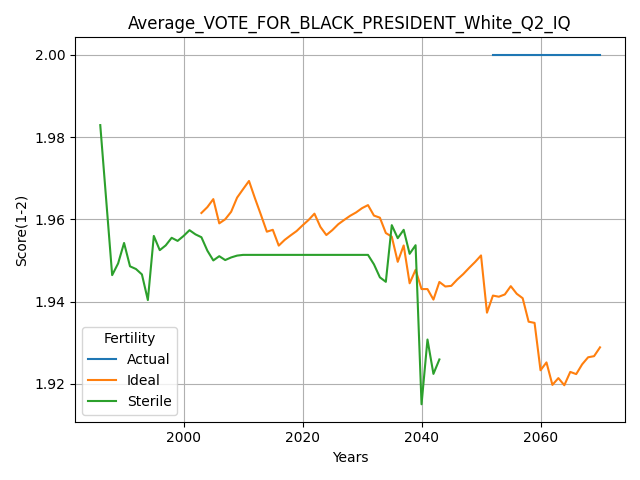 Average_VOTE_FOR_BLACK_PRESIDENT_White_Q2_IQ
2.00
1.98
1.96
1.94
1.92
Score(1-2)
Fertility
Actual
Ideal
Sterile
2000
2020
2040
2060
Years